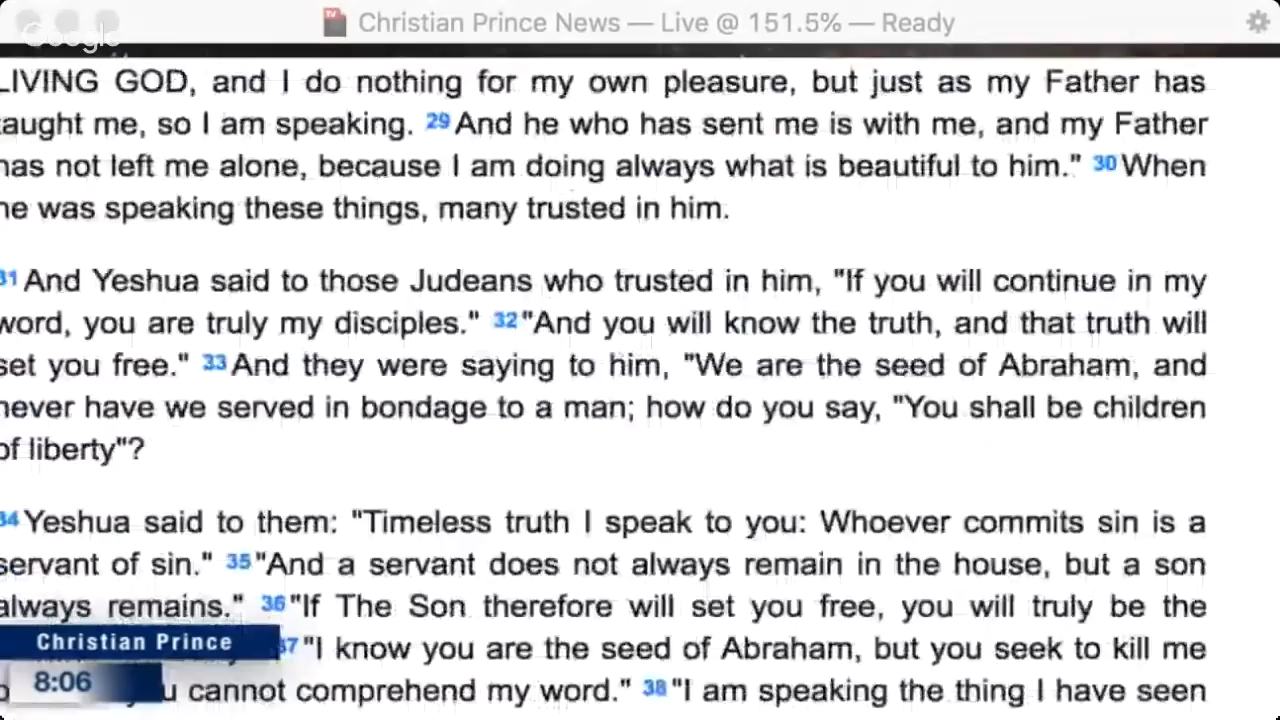 Google
Christian Prince News — Live @ 151.5% — Ready
LIVING GOD, and I do nothing for my own pleasure, but just as my Father has
taught me, so I am speaking. 29 And he who has sent me is with me, and my Father
has not left me alone, because I am doing always what is beautiful to him." 30 When
he was speaking these things, many trusted in him.
31 And Yeshua said to those Judeans who trusted in him, "If you will continue in my
word, you are truly my disciples." 32 "And you will know the truth, and that truth will
set you free." 33 And they were saying to him, "We are the seed of Abraham, and
never have we served in bondage to a man; how do you say, "You shall be children
of liberty"?
34 Yeshua said to them: "Timeless truth I speak to you: Whoever commits sin is a
servant of sin." 35 "And a servant does not always remain in the house, but a son
always remains." 36 "If The Son therefore will set you free, you will truly be the
37 "I know you are the seed of Abraham, but you seek to kill me
cannot comprehend my word." 38 "I am speaking the thing I have seen
Christian Prince
8:06